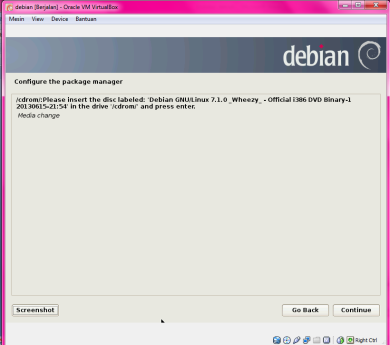 debian [Berjalan] - Oracle VM VirtualBox
Mesin View Device Bantuan
debian
Configure the package manager
/cdrom/:Please insert the disc labeled: 'Debian GNU/Linux 7.1.0 _Wheezy_ - Official i386 DVD Binary-1
20130615-21:54' in the drive '/cdrom/' and press enter.
Media change
Screenshot
Go Back
Continue
Right Ctrl